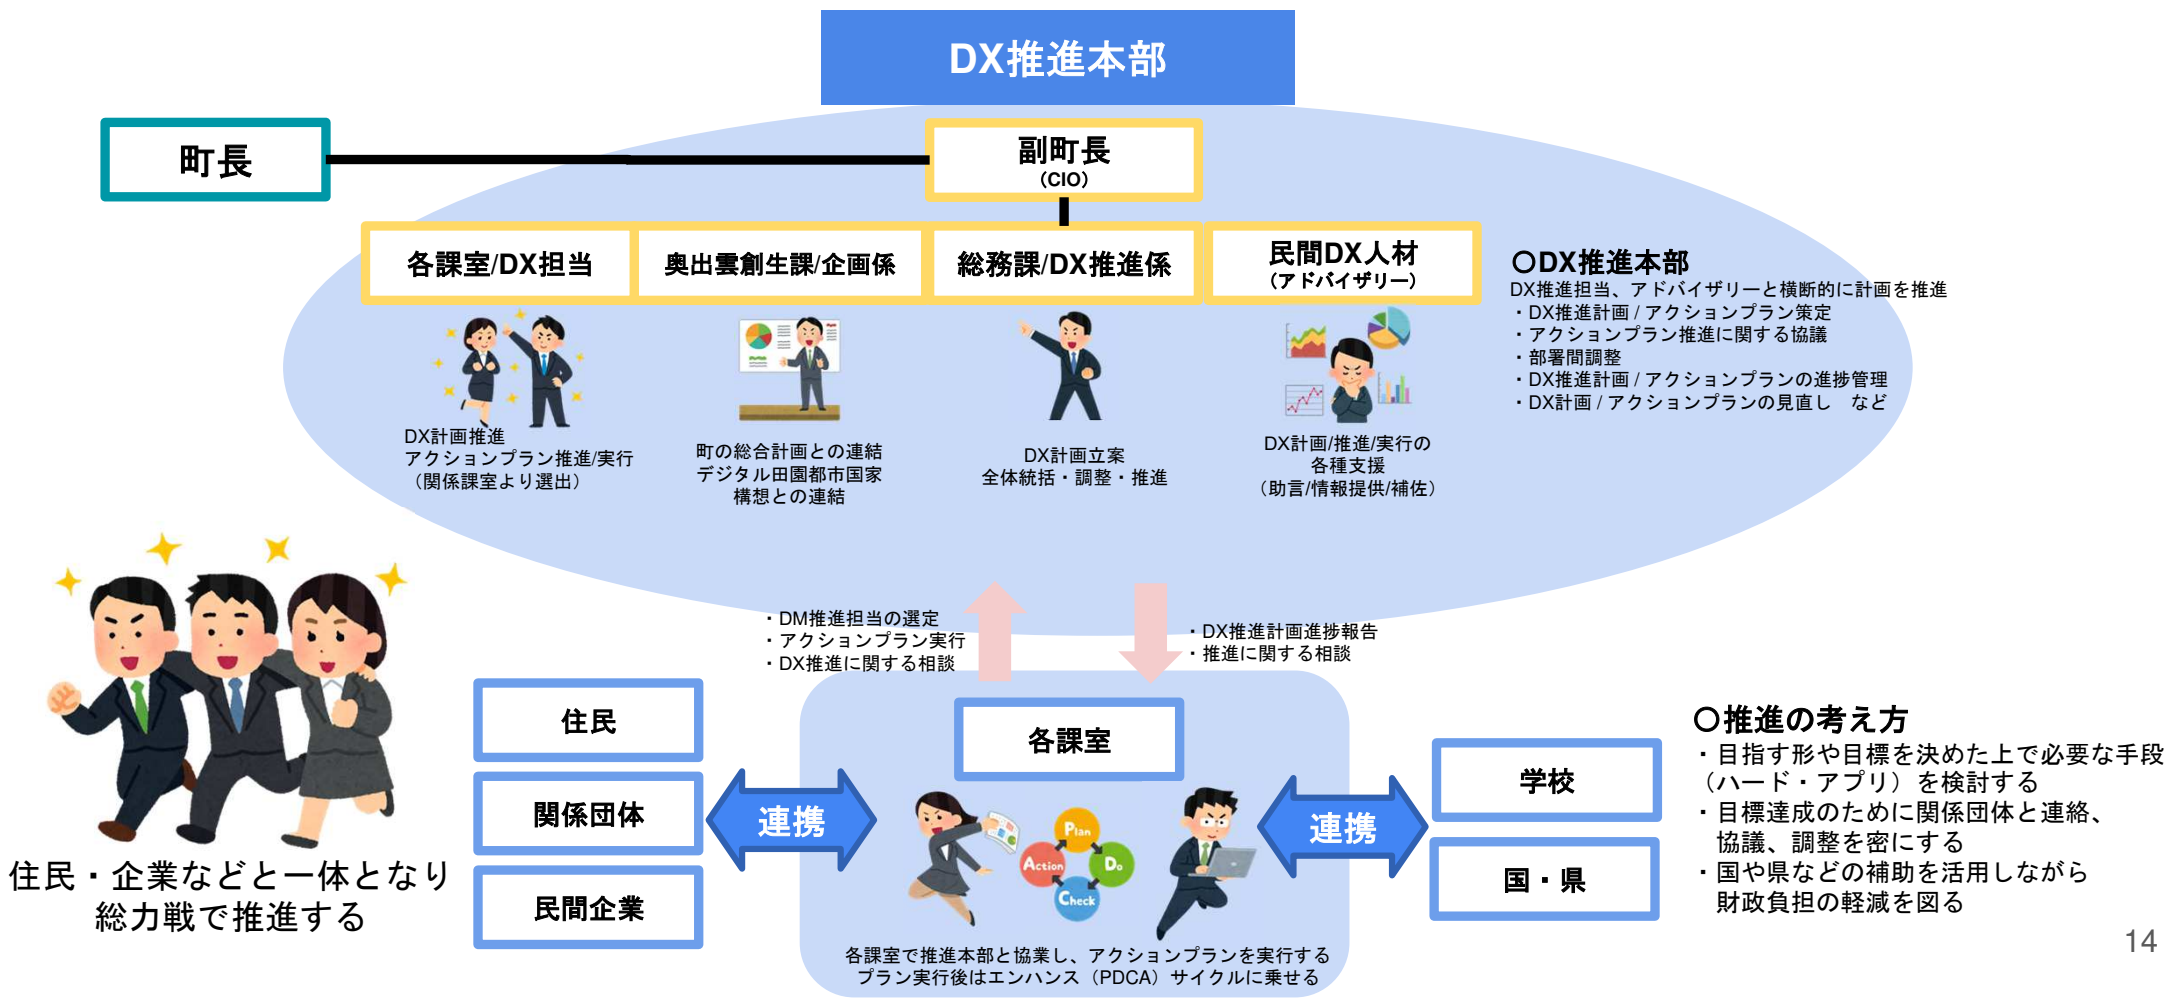 DX推進本部
町長
副町長
（CIO）
各課室/DX担当
奥出雲創生課/企画係
総務課/DX推進係
民間DX人材
（アドバイザリー）
DX計画推進
アクションプラン推進/実行
（関係課室より選出）
町の総合計画との連結
デジタル田園都市国家
構想との連結
DX計画立案
全体統括・調整・推進
DX計画/推進/実行の
各種支援
（助言/情報提供/補佐）
〇DX推進本部
DX推進担当、アドバイザリーと横断的に計画を推進
・DX推進計画 / アクションプラン策定
・アクションプラン推進に関する協議
・部署間調整
・DX推進計画 / アクションプランの進捗管理
・DX計画 / アクションプランの見直し　など
・DM推進担当の選定
・アクションプラン実行
・DX推進に関する相談
・DX推進計画進捗報告
・推進に関する相談
住民・企業などと一体となり
総力戦で推進する
住民
関係団体
民間企業
連携
各課室
Plan
Do
Check
Action
各課室で推進本部と協業し、アクションプランを実行する
プラン実行後はエンハンス（PDCA）サイクルに乗せる
連携
学校
国・県
〇推進の考え方
・目指す形や目標を決めた上で必要な手段
（ハード・アプリ）を検討する
・目標達成のために関係団体と連絡、
協議、調整を密にする
・国や県などの補助を活用しながら
財政負担の軽減を図る
14